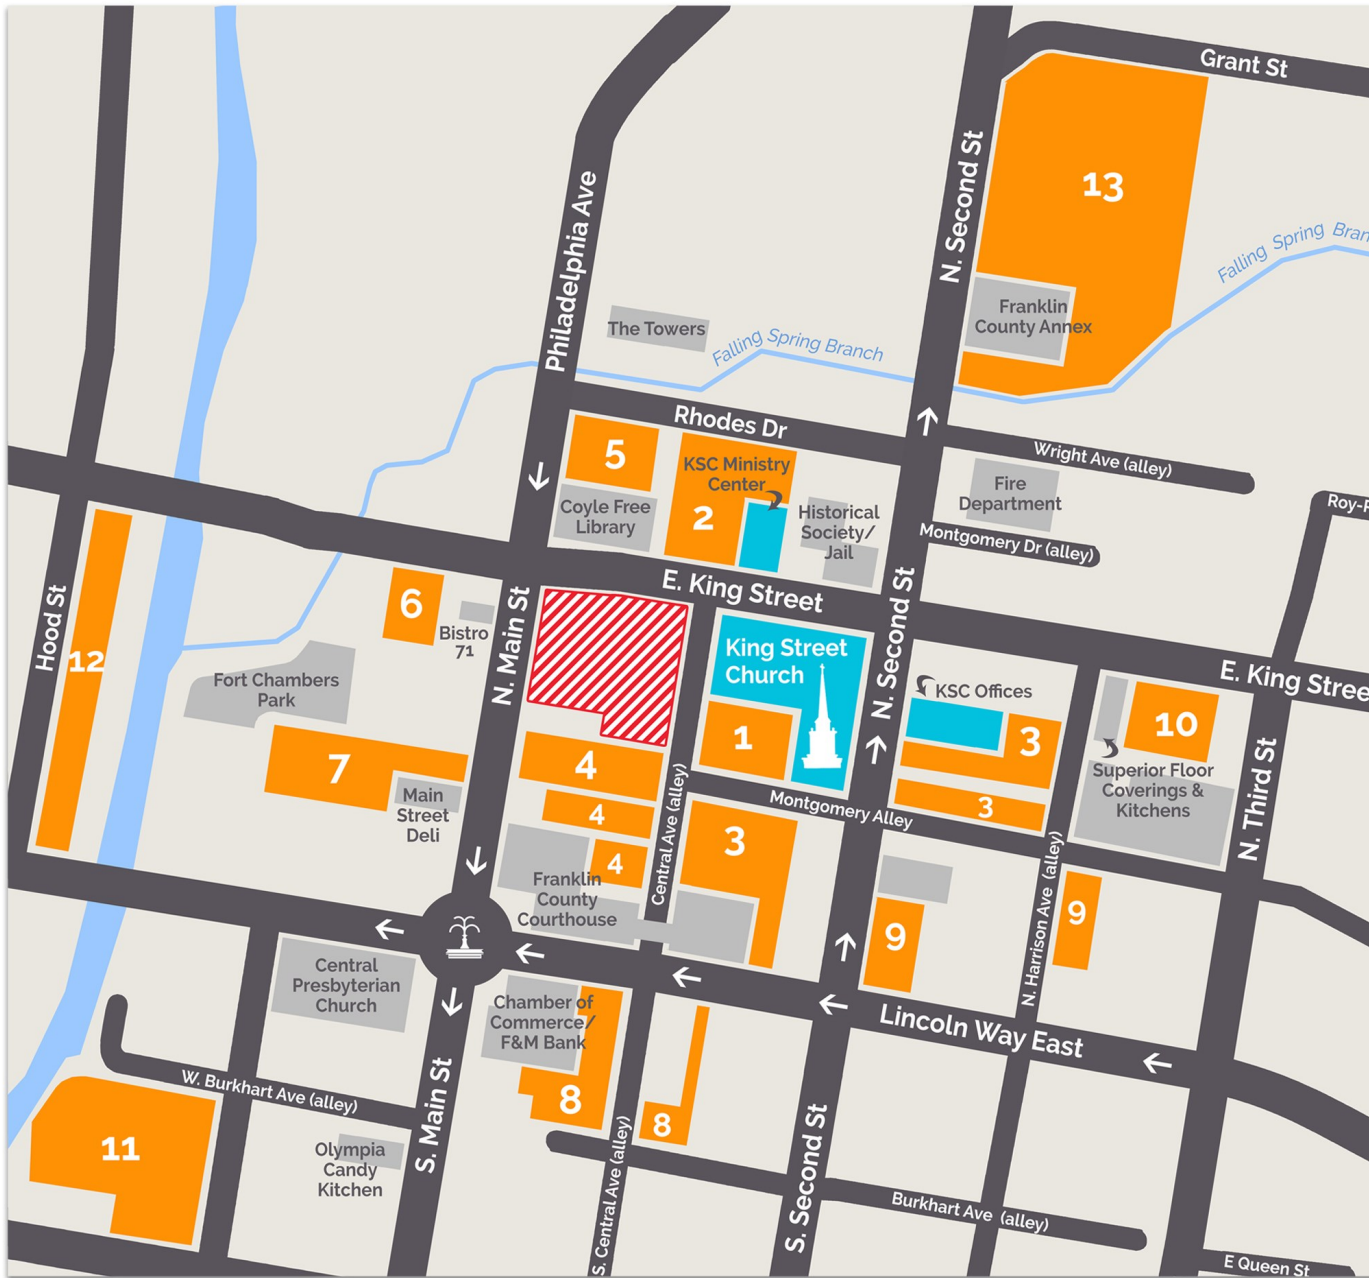 Grant St
13
N. Second St
Philadelphia Ave
Falling Spring Bran
Franklin
County Annex
The Towers
Falling Spring Branch
Rhodes Dr
Wright Ave (alley)
5
KSC Ministry
Center
2
Coyle Free
Library
Historical
Society/
Jail
Fire
Department
Roy-
Montgomery Dr (alley)
E. King Street
Hood St
12
6
Bistro
71
N. Main St
Fort Chambers
Park
King Street
Church
N. Second St
KSC Offices
E. King Stree
1
3
10
7
4
Superior Floor
Coverings &
Kitchens
Main
Street
Deli
4
Central Ave (alley)
Montgomery Alley
3
N. Third St
3
4
Franklin
County
Courthouse
N. Harrison Ave (alley)
9
9
Central
Presbyterian
Church
Chamber of
Commerce/
F&M Bank
Lincoln Way East
W. Burkhart Ave (alley)
8
8
S. Main St
11
Olympia
Candy
Kitchen
S. Central Ave (alley)
S. Second St
Burkhart Ave (alley)
E Queen St